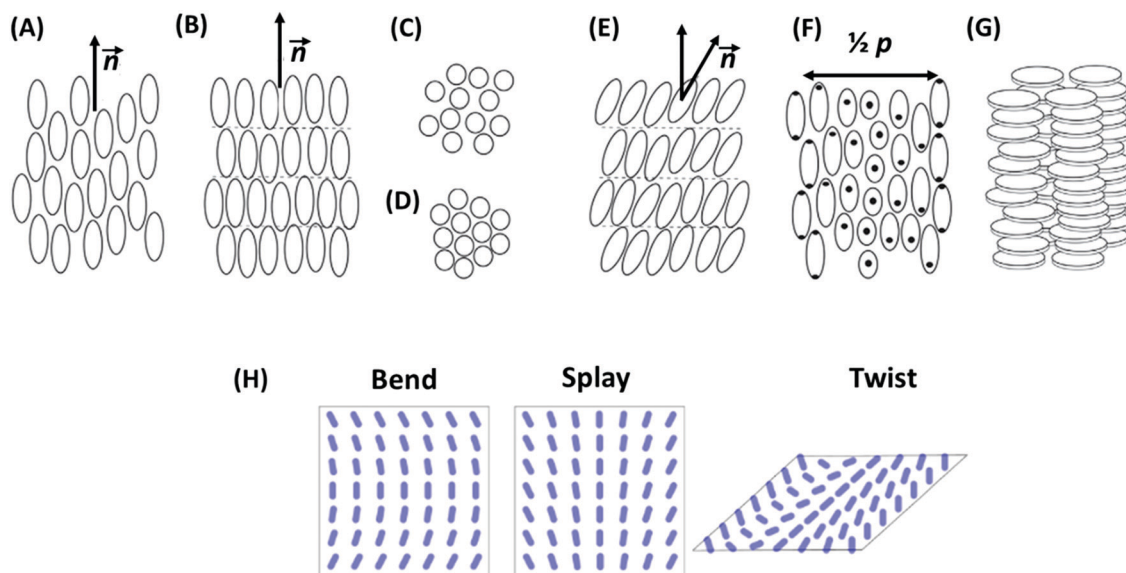 (A)
(B)
(C)
(E)
(F)
(G)
n
n
½ p
n
(D)
(H)
Bend
Splay
Twist